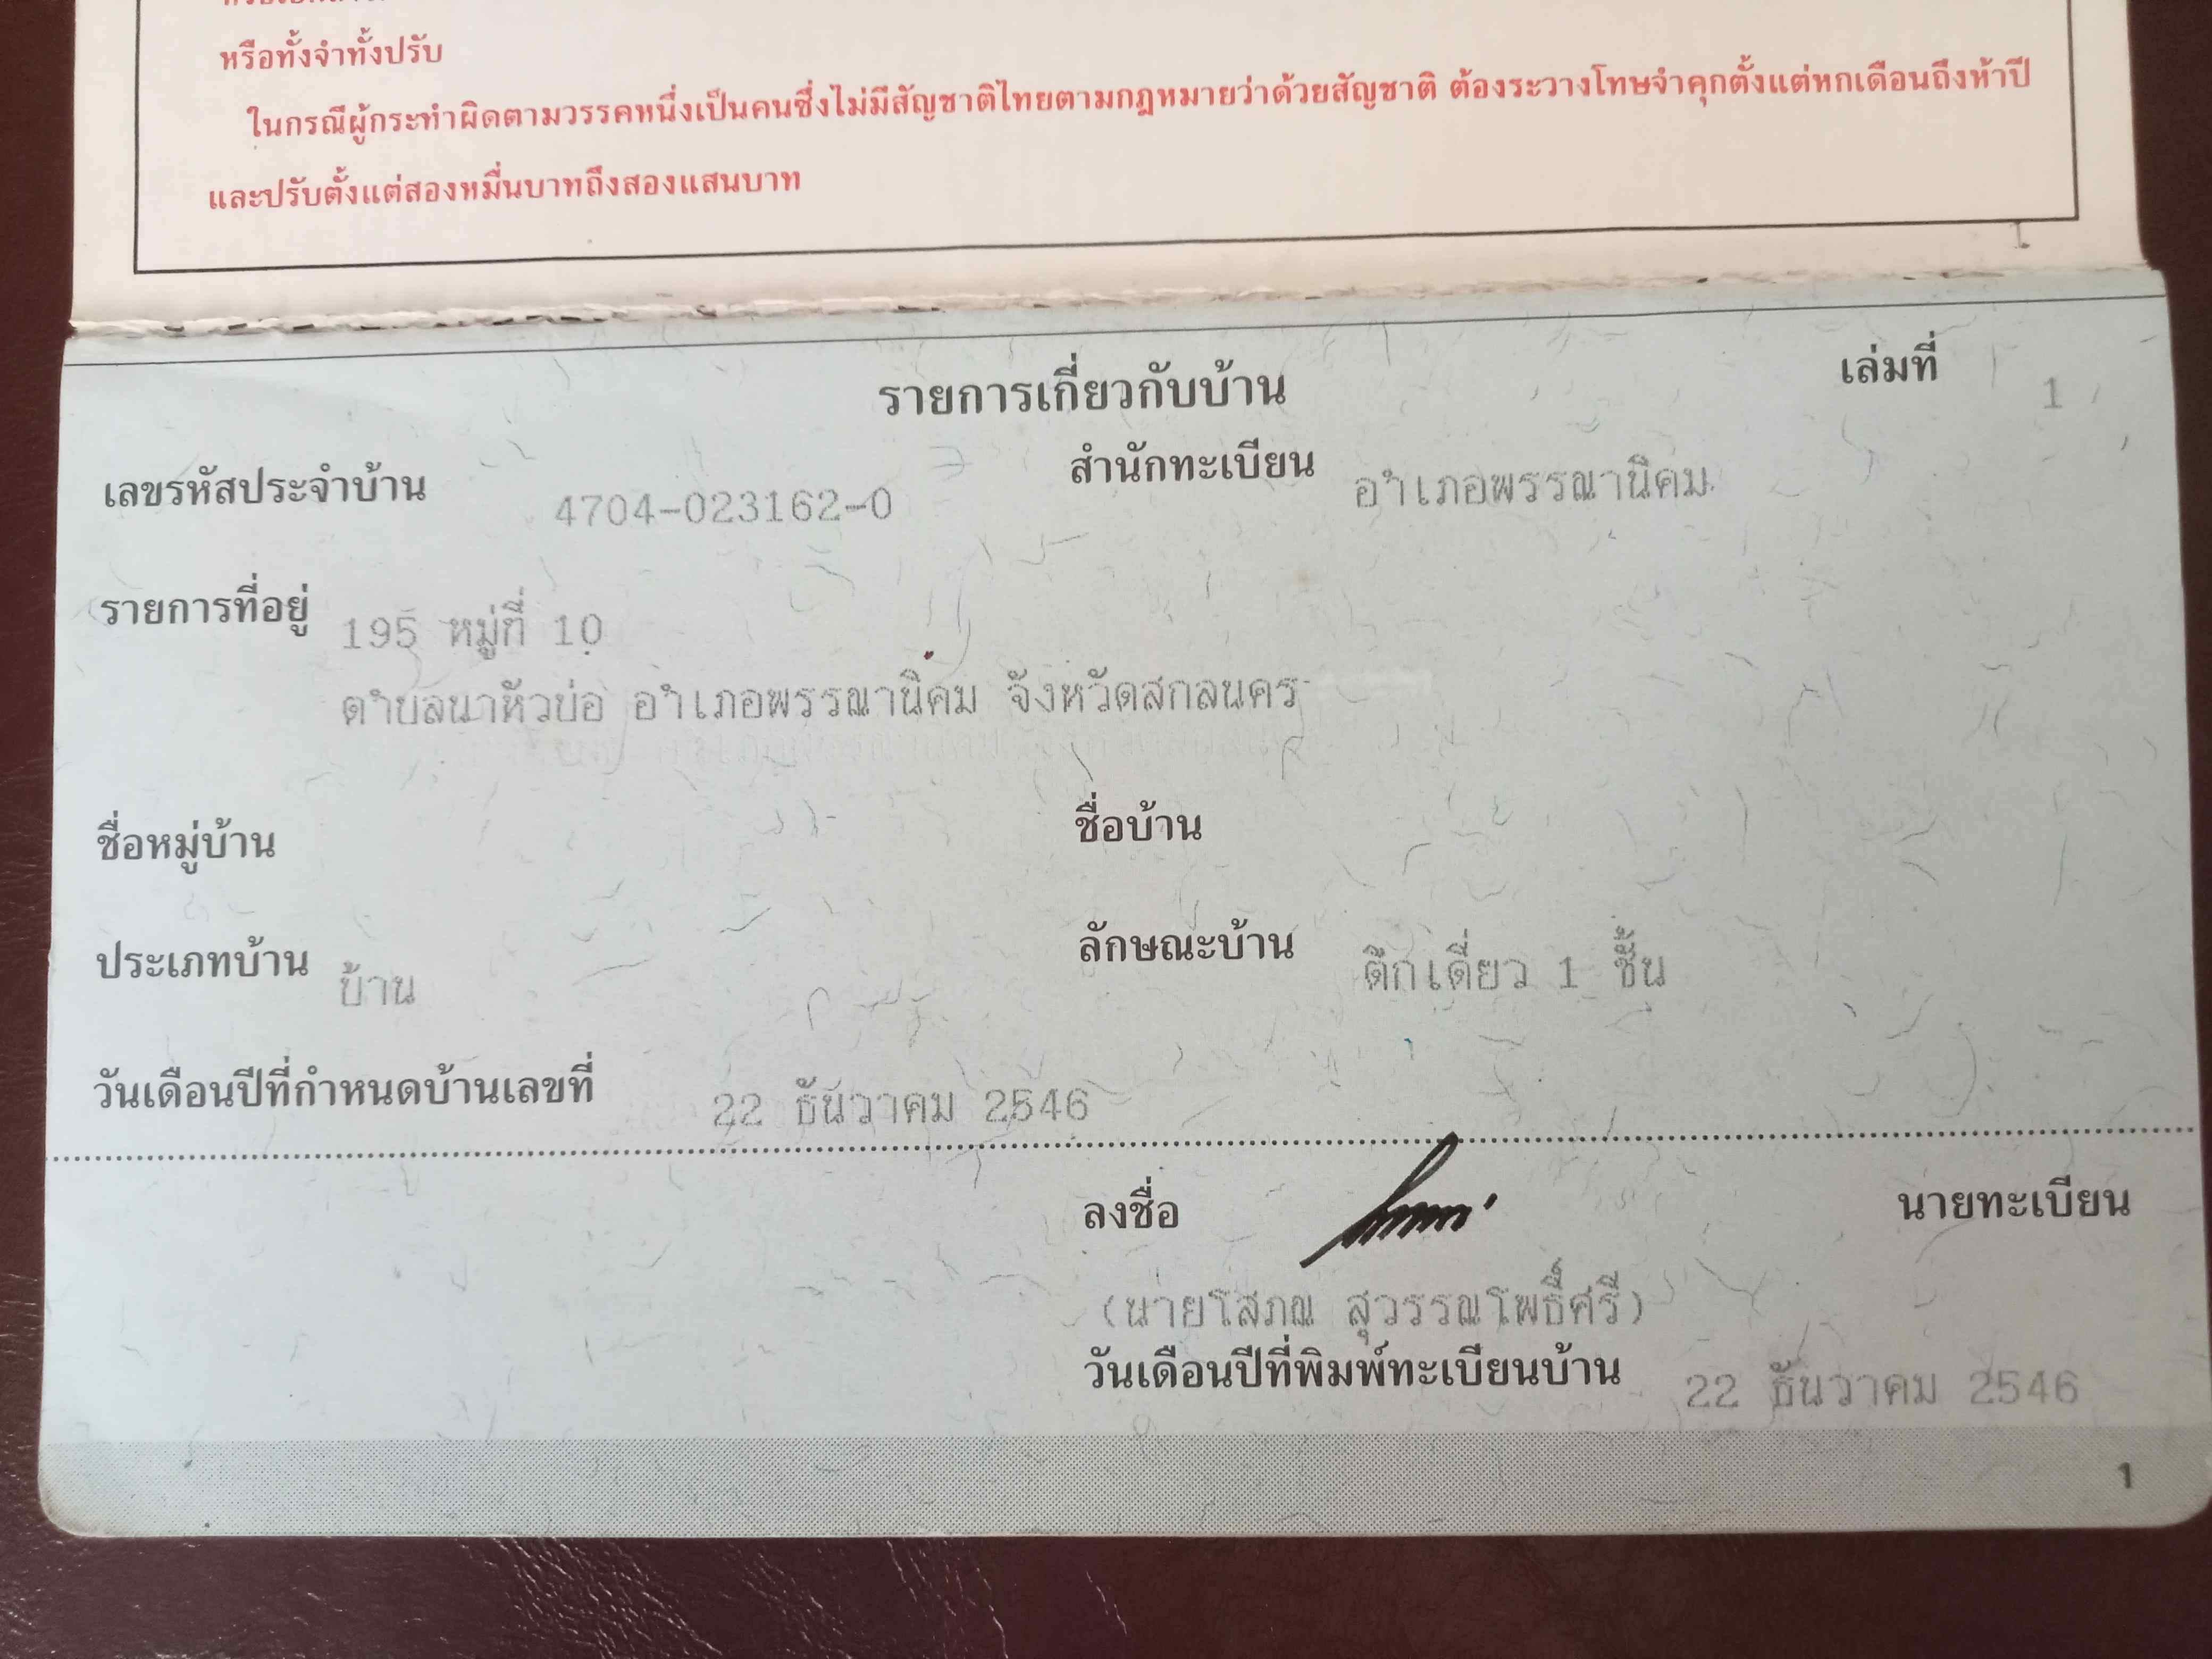 หรือทั้งจำทั้งปรับ
ในกรณีผู้กระทำผิดตามวรรคหนึ่งเป็นคนซึ่งไม่มีสัญชาติไทยตามกฎหมายว่าด้วยสัญชาติ ต้องระวางโทษจำคุกตั้งแต่หกเดือนถึงห้าปี
และปรับตั้งแต่สองหมื่นบาทถึงสองแสนบาท
รายการเกี่ยวกับบ้าน เล่มที่ 1
เลขรหัสประจำบ้าน 4704-023162-0 สำนักทะเบียน อำเภอพรรณานิคม
รายการที่อยู่ 195 หมู่ที่ 10
ตำบลนาหัวบ่อ อำเภอพรรณานิคม จังหวัดสกลนคร
ชื่อหมู่บ้าน ชื่อบ้าน
ประเภทบ้าน บ้าน ลักษณะบ้าน ตึกเดี่ยว 1 ชั้น
วันเดือนปีที่กำหนดบ้านเลขที่ 22 ธันวาคม 2546
ลงชื่อ นายทะเบียน
(นายโสภณ สุวรรณโพธิ์ศรี)
วันเดือนปีที่พิมพ์ทะเบียนบ้าน 22 ธันวาคม 2546
1